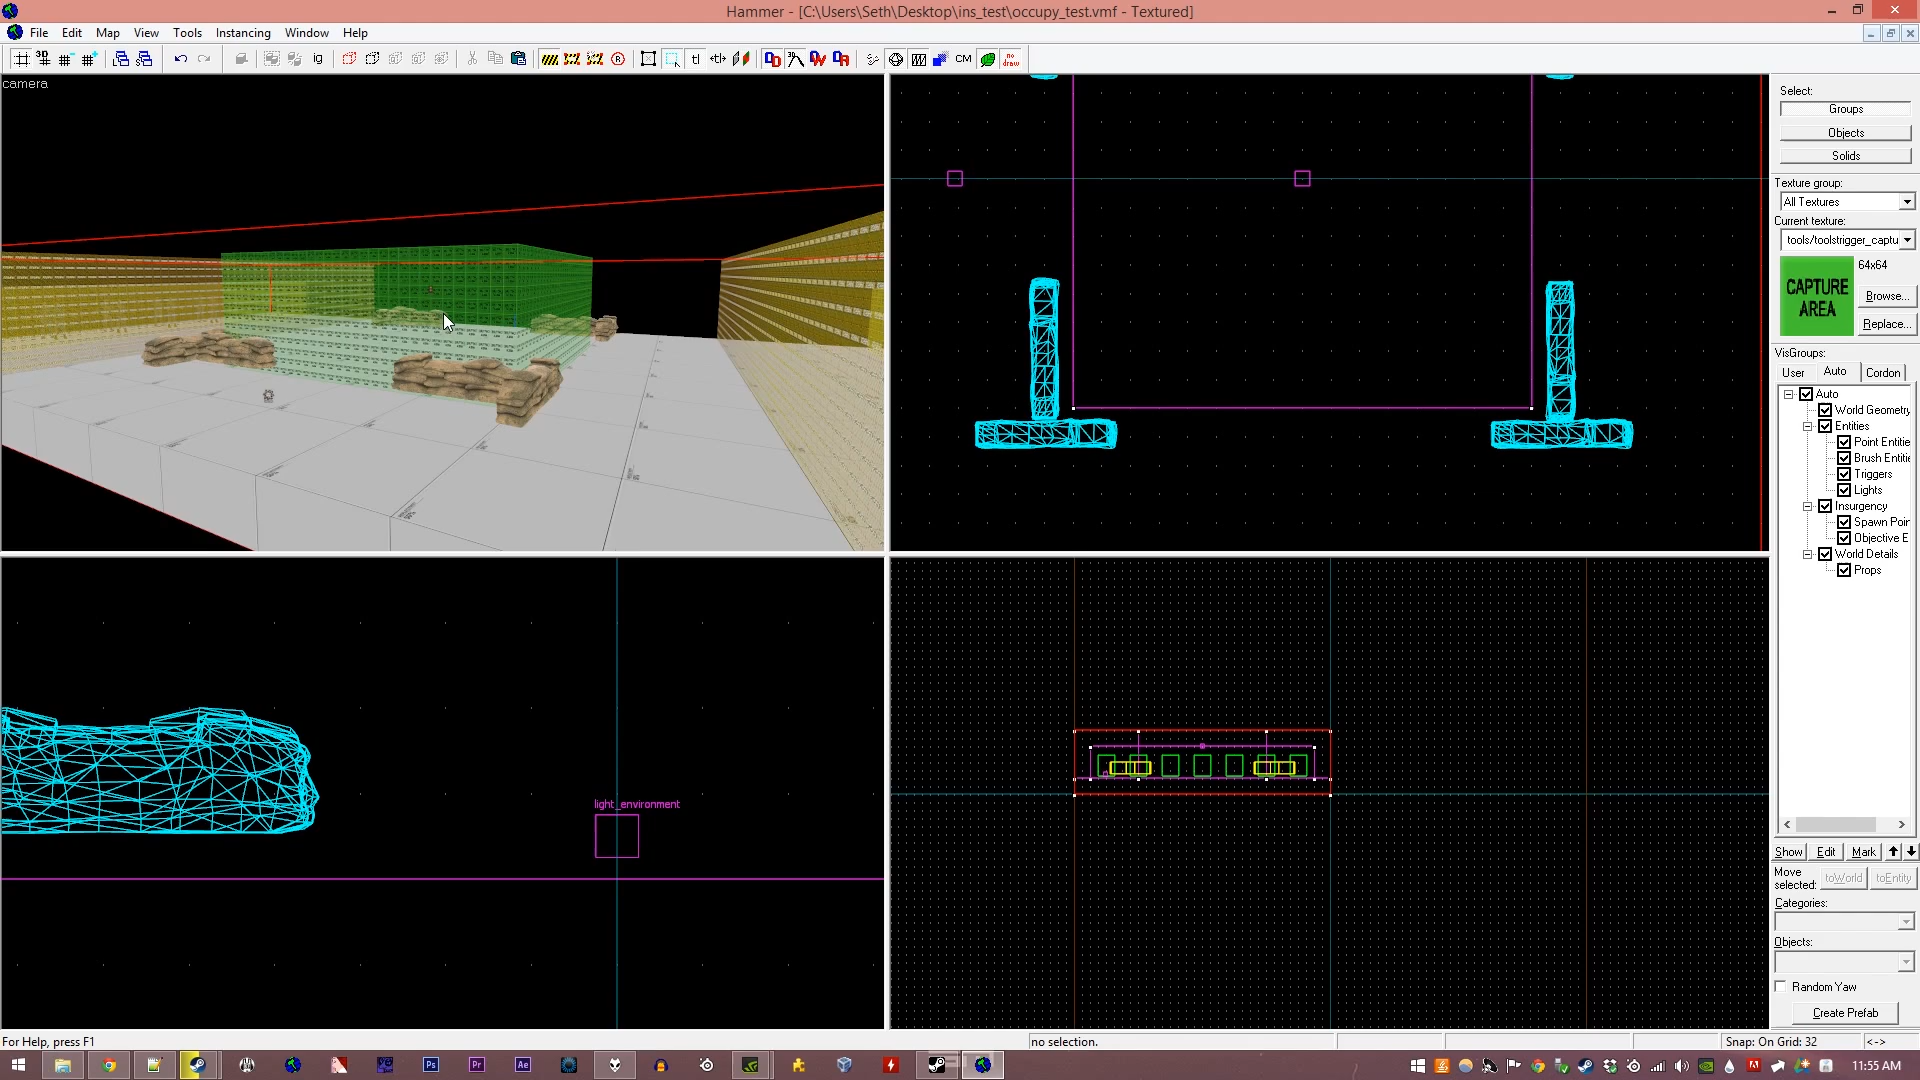 Hammer - [C:\Users\Seth\Desktop\ins_test\occupy_test.vmf - Textured]
File Edit Map View Tools Instancing Window Help
camera
Select:
Groups
Objects
Solids
Texture group:
All Textures
Current texture:
tools/toolstrigger_captu
CAPTURE AREA
64x64
Browse...
Replace...
VisGroups:
User Auto Cordon
Auto
World Geometry
Entities
Point Entitie
Brush Entitie
Triggers
Lights
Insurgency
Spawn Poin
Objective E
World Details
Props
light_environment
Show Edit Mark
Move selected: toWorld toEntity
Categories:
Objects:
Random Yaw
Create Prefab
For Help, press F1
no selection.
Snap: On Grid: 32
<->
11:55 AM